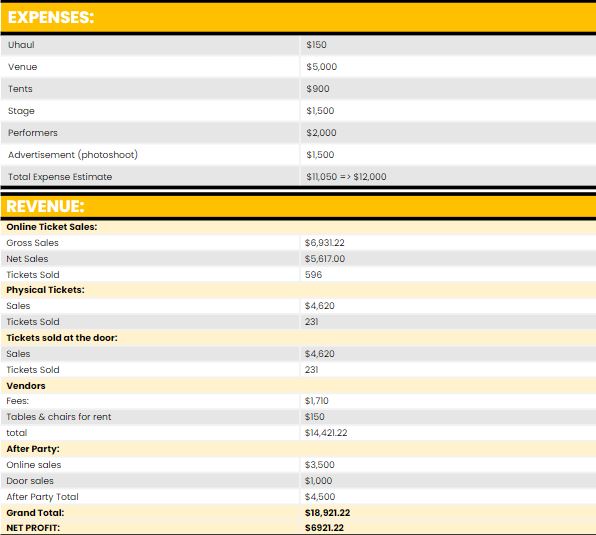 EXPENSES:
Uhaul $150
Venue $5,000
Tents $900
Stage $1,500
Performers $2,000
Advertisement (photoshoot) $1,500
Total Expense Estimate $11,050 => $12,000
REVENUE:
Online Ticket Sales:
Gross Sales $6,931.22
Net Sales $5,617.00
Tickets Sold 596
Physical Tickets:
Sales $4,620
Tickets Sold 231
Tickets sold at the door:
Sales $4,620
Tickets Sold 231
Vendors
Fees: $1,710
Tables & chairs for rent $150
total $14,421.22
After Party:
Online sales $3,500
Door sales $1,000
After Party Total $4,500
Grand Total: $18,921.22
NET PROFIT: $6921.22